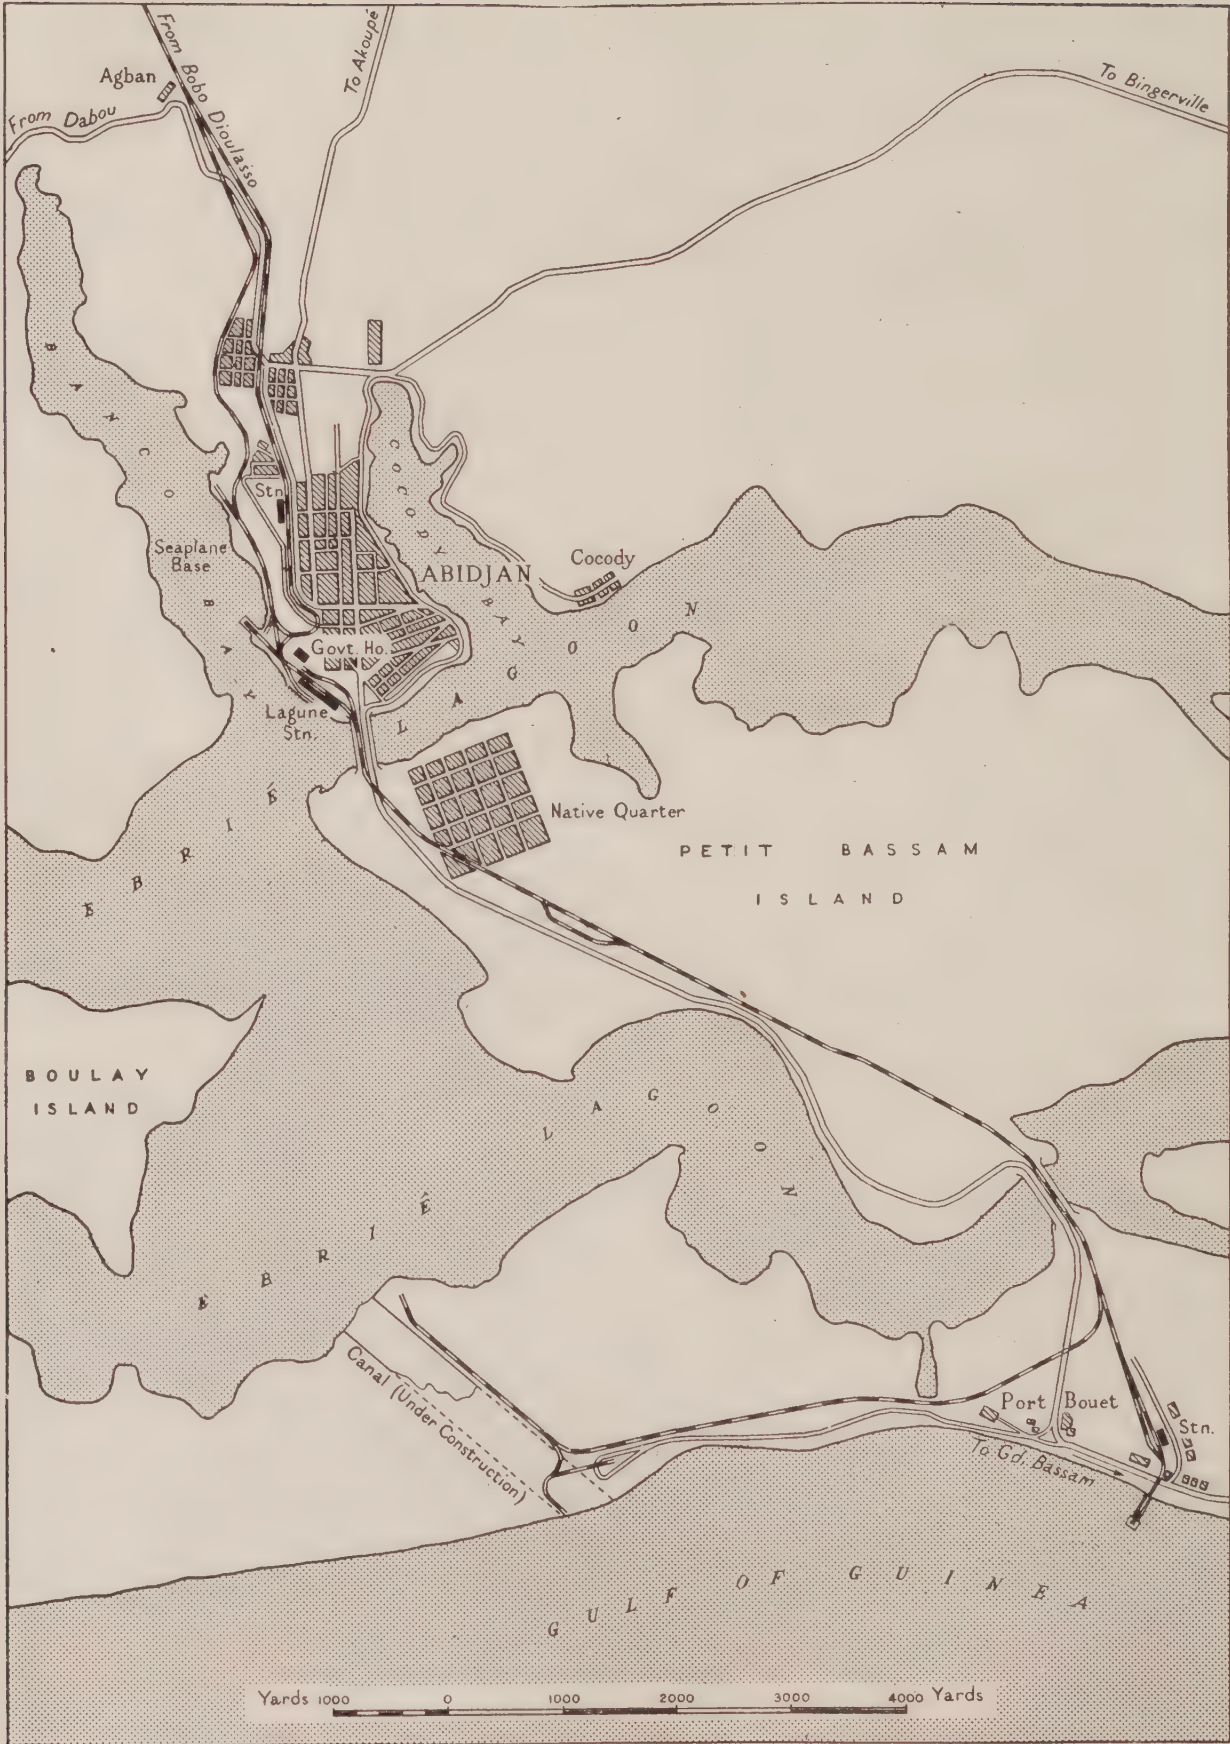 From Bobo Dioulasso
To Akoupé
Agban
From Dabou
To Bingerville
BANCO BAY
COCODY BAY
Stn.
Seaplane
Base
ABIDJAN
Cocody
Govt. Ho.
Lagune
Stn.
ÉBRIÉ LAGOON
Native Quarter
PETIT BASSAM
ISLAND
BOULAY
ISLAND
ÉBRIÉ LAGOON
Canal (Under Construction)
Port Bouet
Stn.
To Gd. Bassam
GULF OF GUINEA
Yards 1000 0 1000 2000 3000 4000 Yards